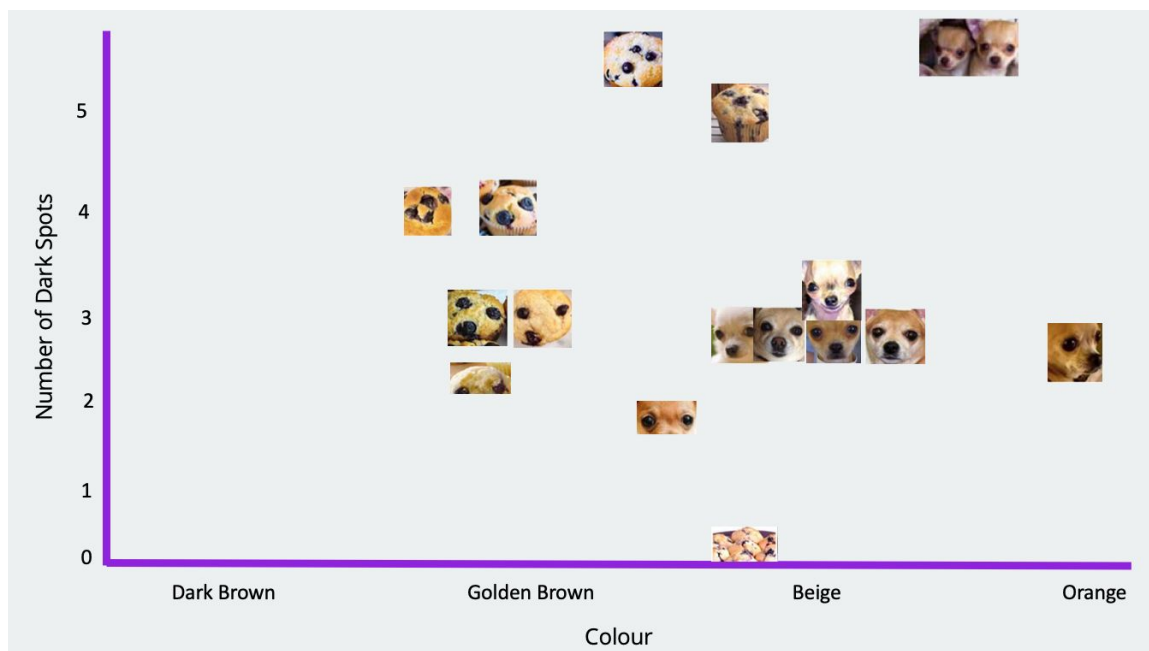 Number of Dark Spots
5
4
3
2
1
0
Dark Brown
Golden Brown
Beige
Orange
Colour